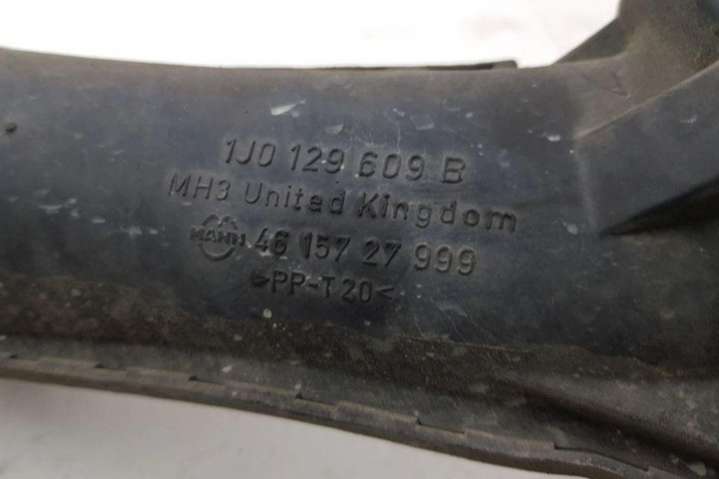 1J0 129 609 B
MH3 United Kingdom
MANN 46 157 27 999
>PP-T20<